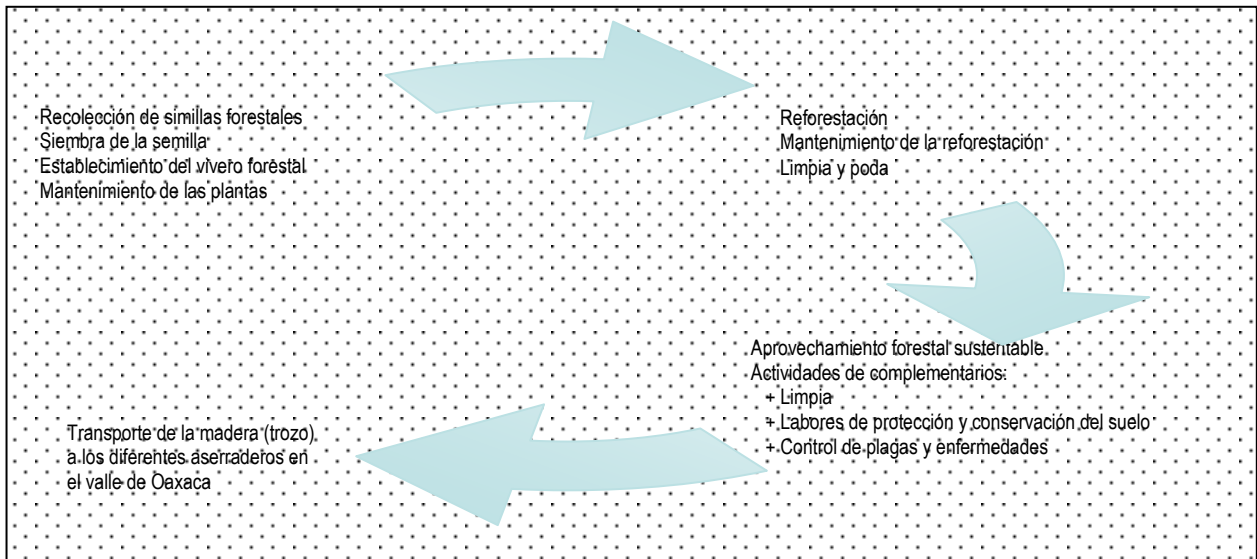 Recolección de simillas forestales
Siembra de la semilla
Establecimiento del vivero forestal
Mantenimiento de las plantas
Reforestación
Mantenimiento de la reforestación
Limpia y poda
Aprovechamiento forestal sustentable
Actividades de complementarios:
+ Limpia
+ Labores de protección y conservación del suelo
+ Control de plagas y enfermedades
Transporte de la madera (trozo)
a los diferentes aserraderos en
el valle de Oaxaca